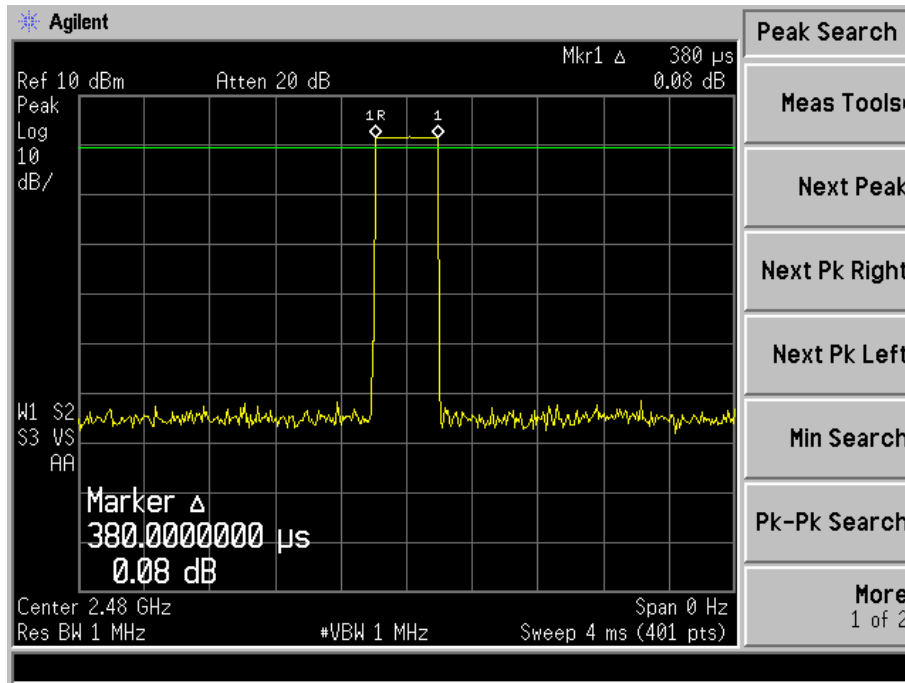 Agilent
Peak Search
Mkr1 Δ 380 µs
Ref 10 dBm Atten 20 dB 0.08 dB
Peak
Log
10
dB/
1R 1
Meas Tools
Next Peak
Next Pk Right
Next Pk Left
W1 S2
S3 VS
AA
Min Search
Marker Δ
380.0000000 µs
0.08 dB
Pk-Pk Search
Center 2.48 GHz Span 0 Hz
Res BW 1 MHz #VBW 1 MHz Sweep 4 ms (401 pts)
More
1 of 2